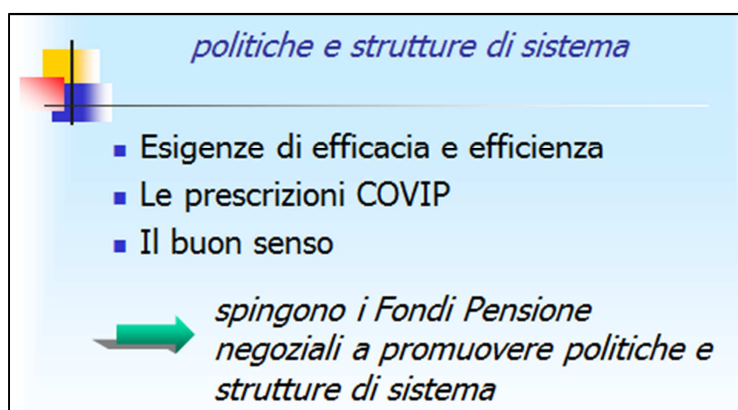 politiche e strutture di sistema
Esigenze di efficacia e efficienza
Le prescrizioni COVIP
Il buon senso
spingono i Fondi Pensione
negoziali a promuovere politiche e
strutture di sistema